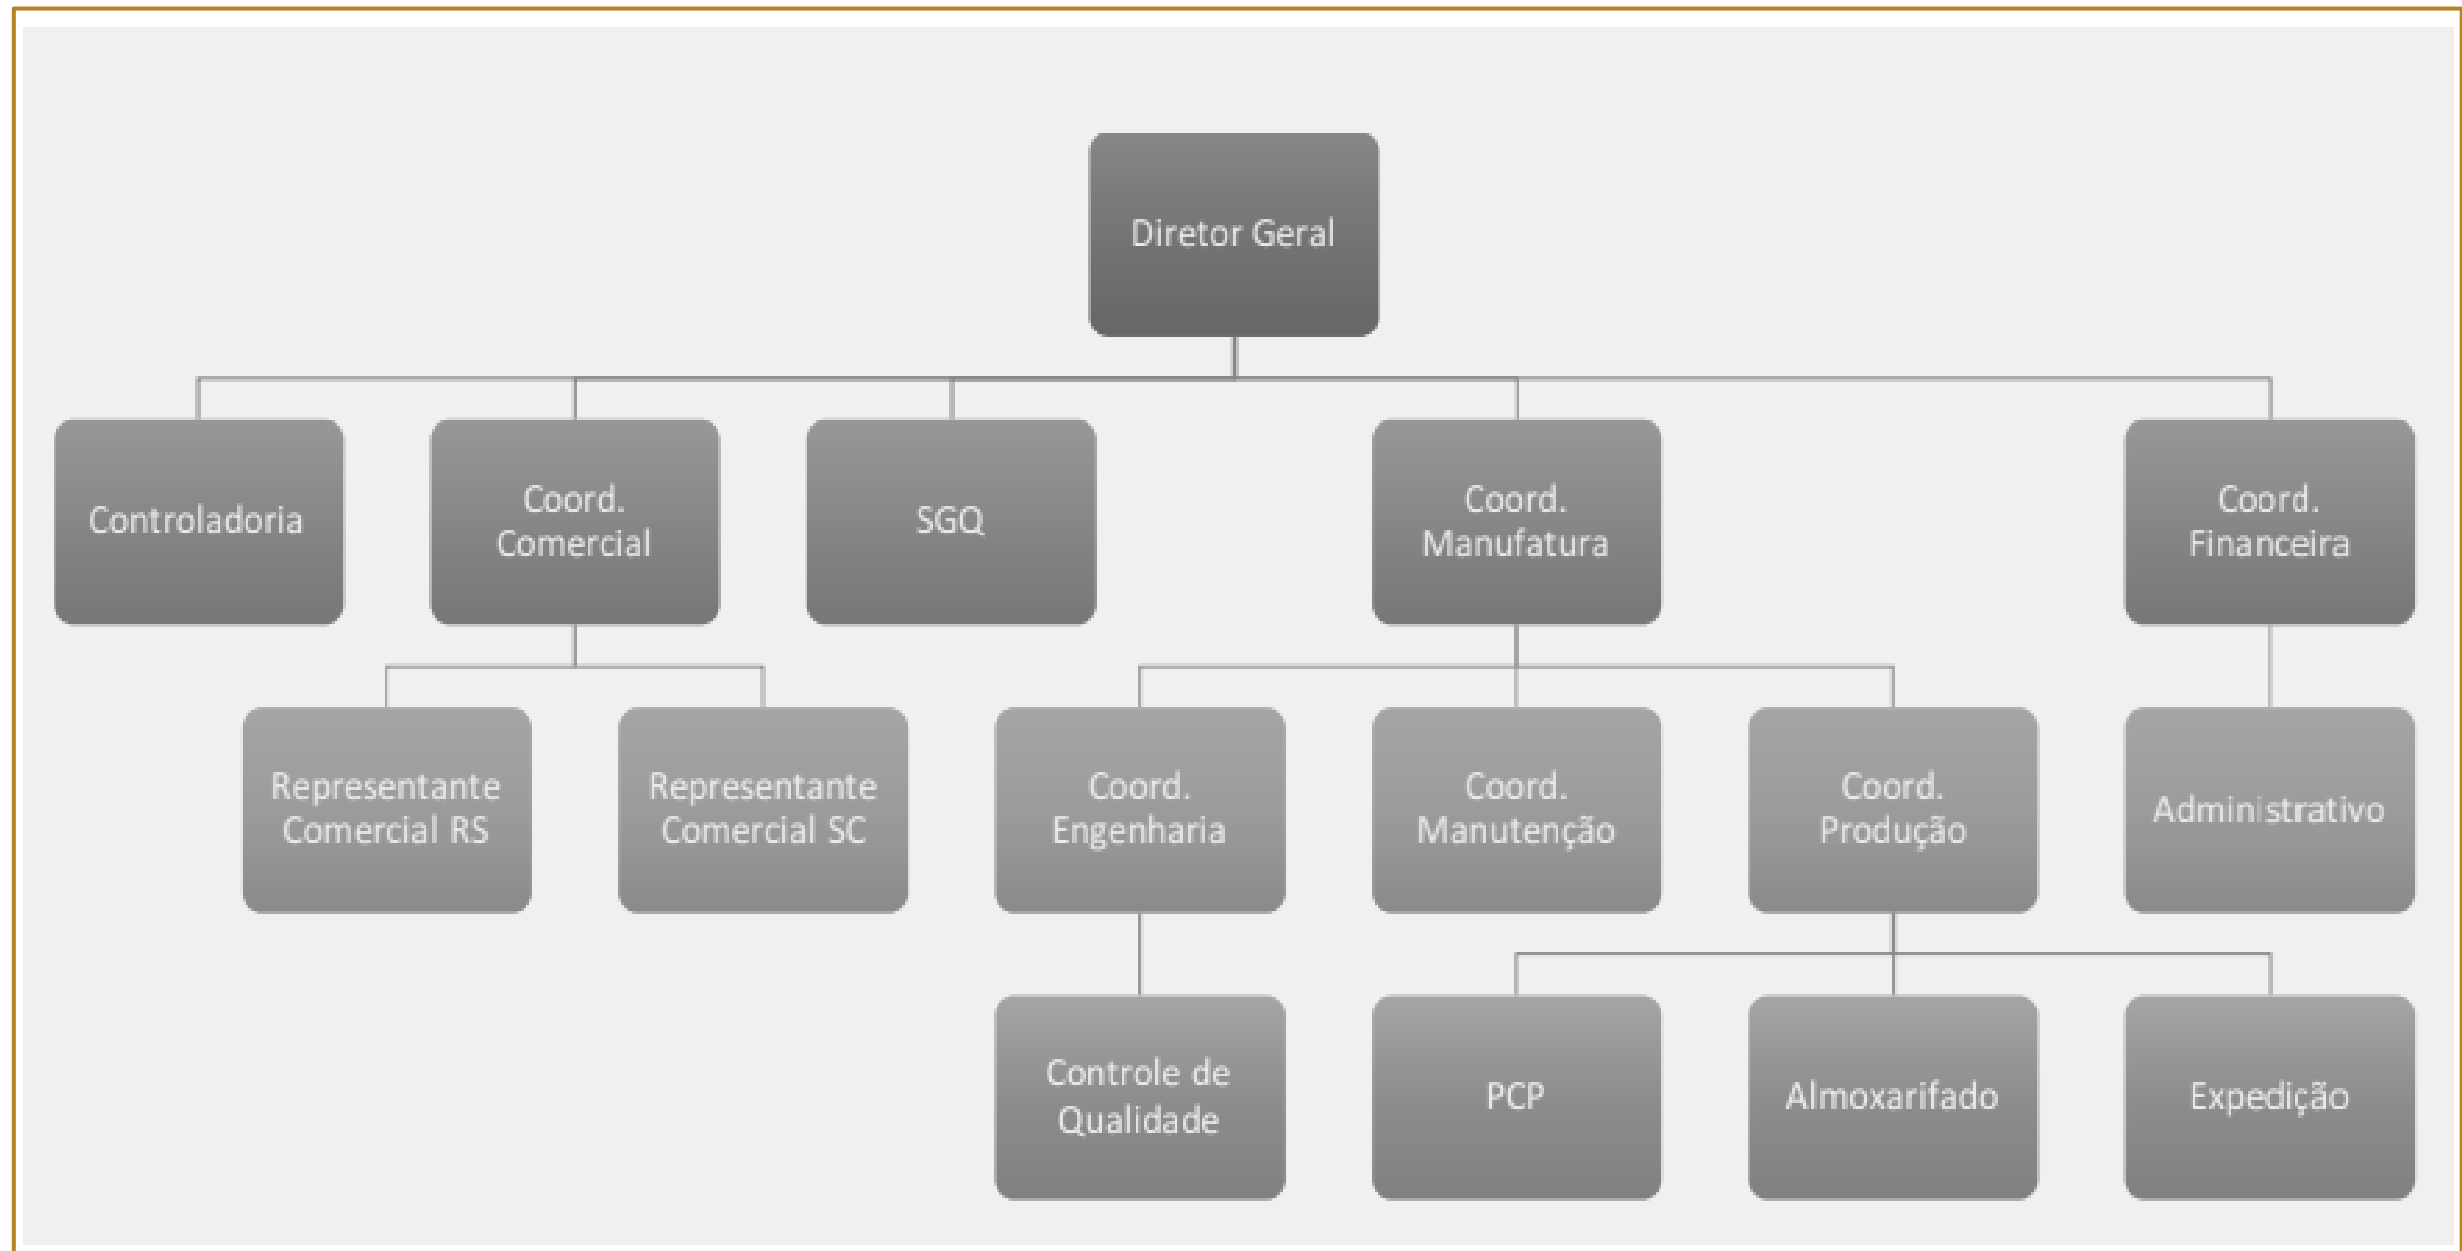 Diretor Geral
Controladoria
Coord.
Comercial
SGQ
Coord.
Manufatura
Coord.
Financeira
Representante
Comercial RS
Representante
Comercial SC
Coord.
Engenharia
Coord.
Manutenção
Coord.
Produção
Administrativo
Controle de
Qualidade
PCP
Almoxarifado
Expedição